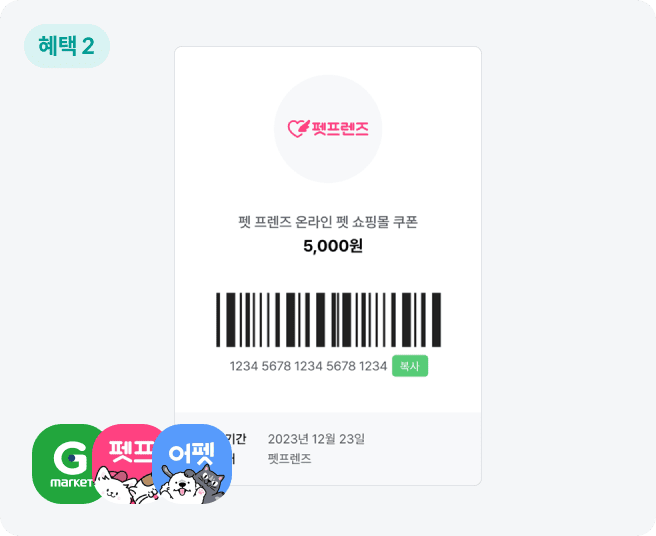 혜택 2
펫프렌즈
펫 프렌즈 온라인 펫 쇼핑몰 쿠폰
5,000원
1234 5678 1234 5678 1234 복사
기간 2023년 12월 23일
펫프렌즈
G market
펫프
어펫